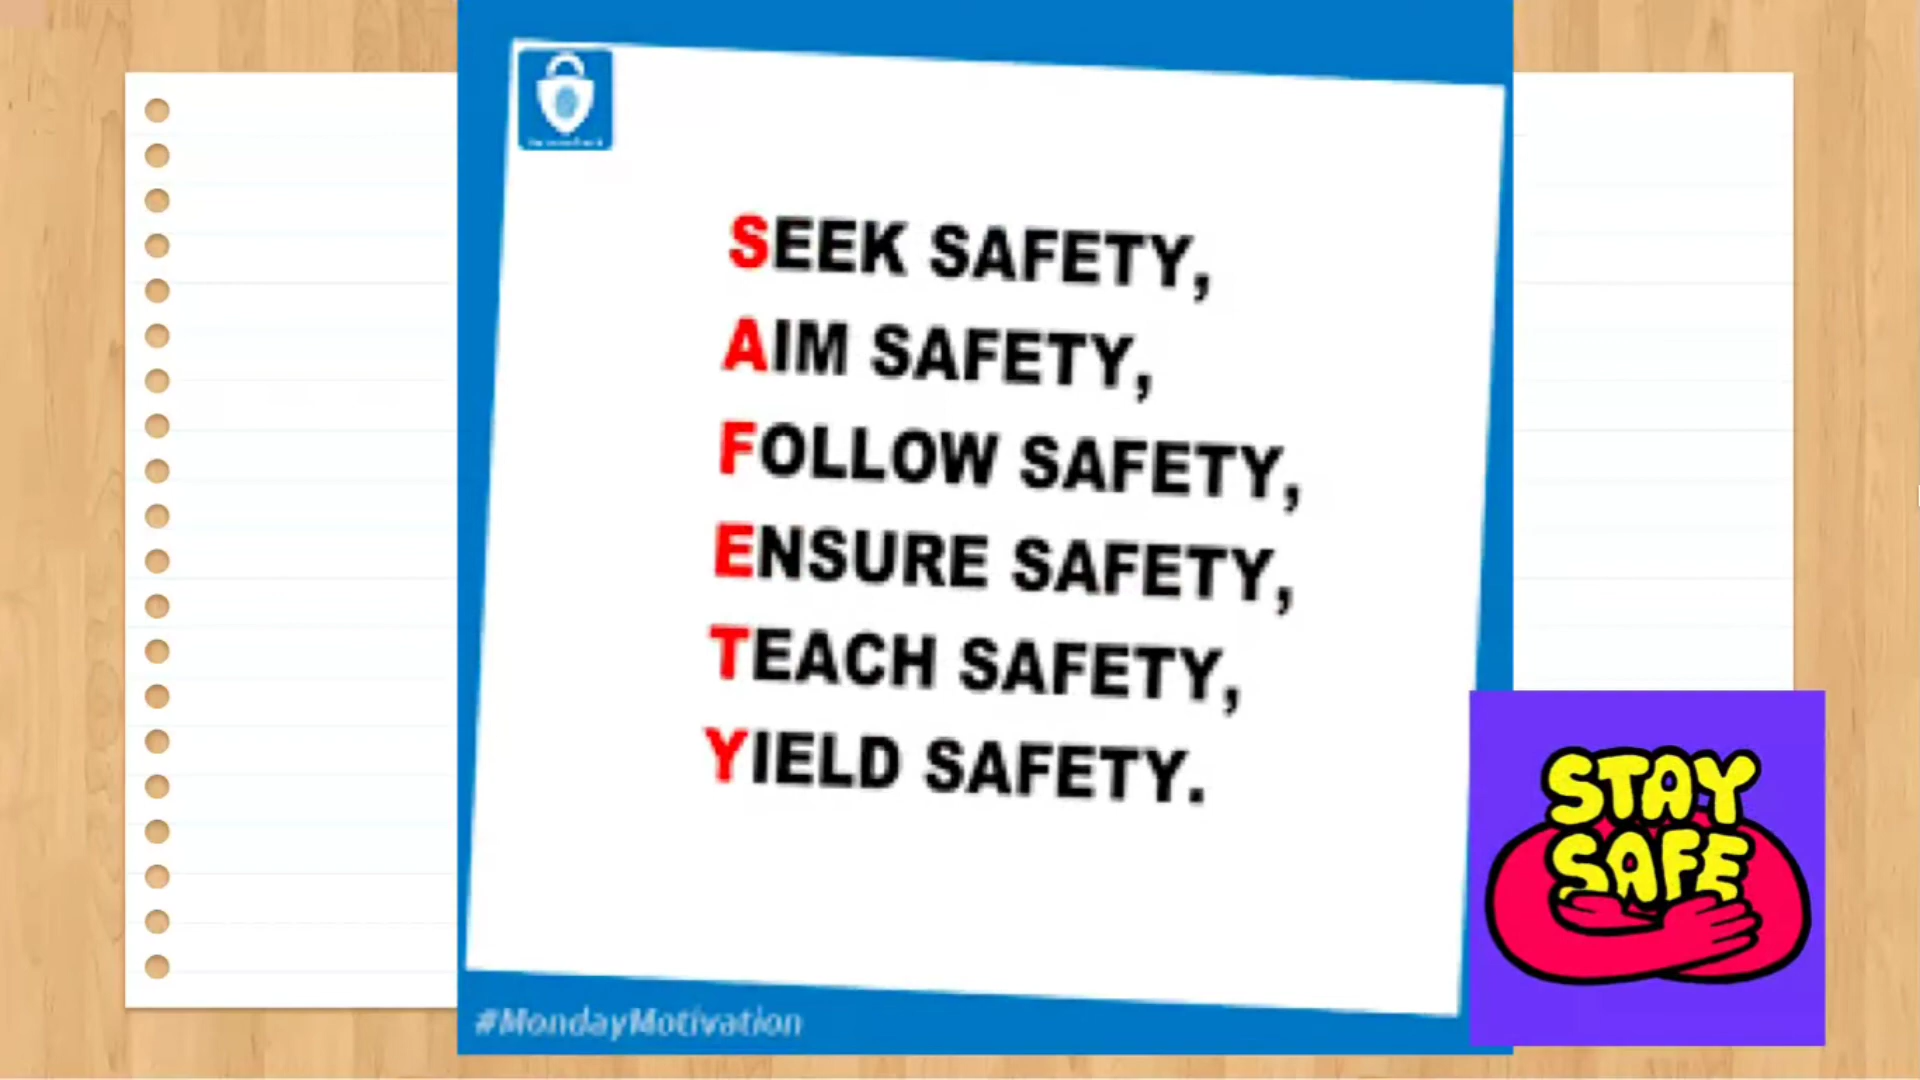 SEEK SAFETY,
AIM SAFETY,
FOLLOW SAFETY,
ENSURE SAFETY,
TEACH SAFETY,
YIELD SAFETY.
#MondayMotivation
STAY
SAFE